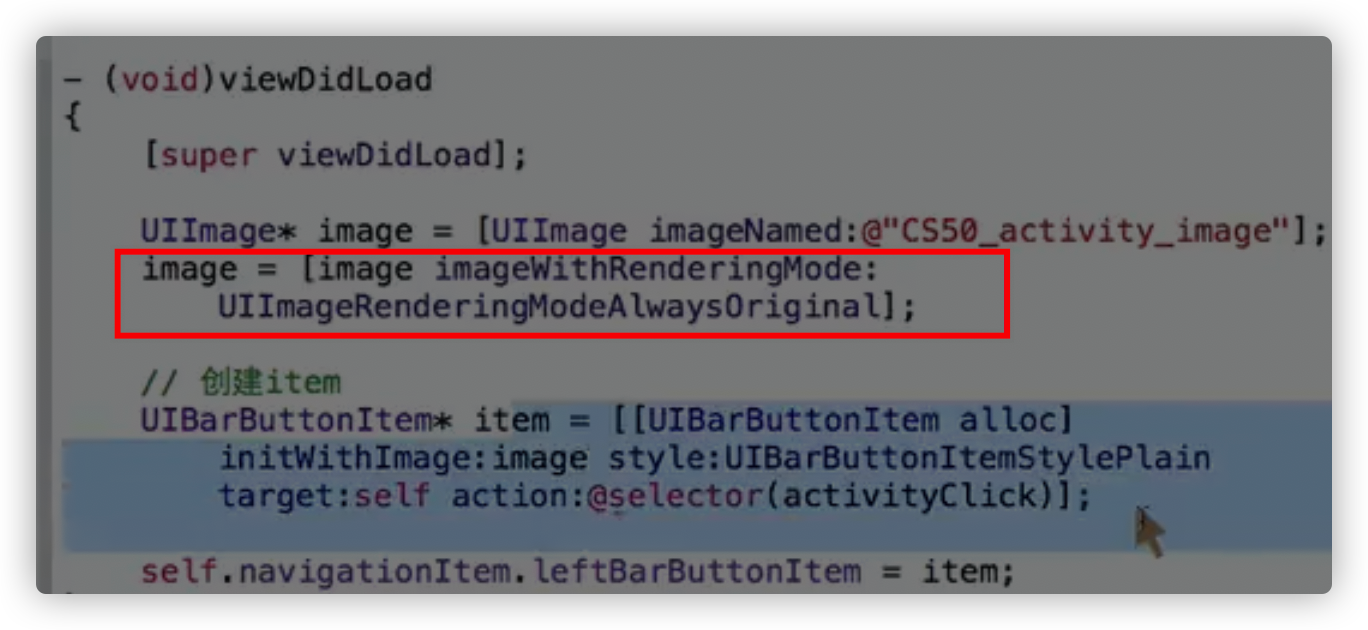 - (void)viewDidLoad
{
[super viewDidLoad];
UIImage* image = [UIImage imageNamed:@"CS50_activity_image"];
image = [image imageWithRenderingMode:
UIImageRenderingModeAlwaysOriginal];
// 创建item
UIBarButtonItem* item = [[UIBarButtonItem alloc]
initWithImage:image style:UIBarButtonItemStylePlain
target:self action:@selector(activityClick)];
self.navigationItem.leftBarButtonItem = item;